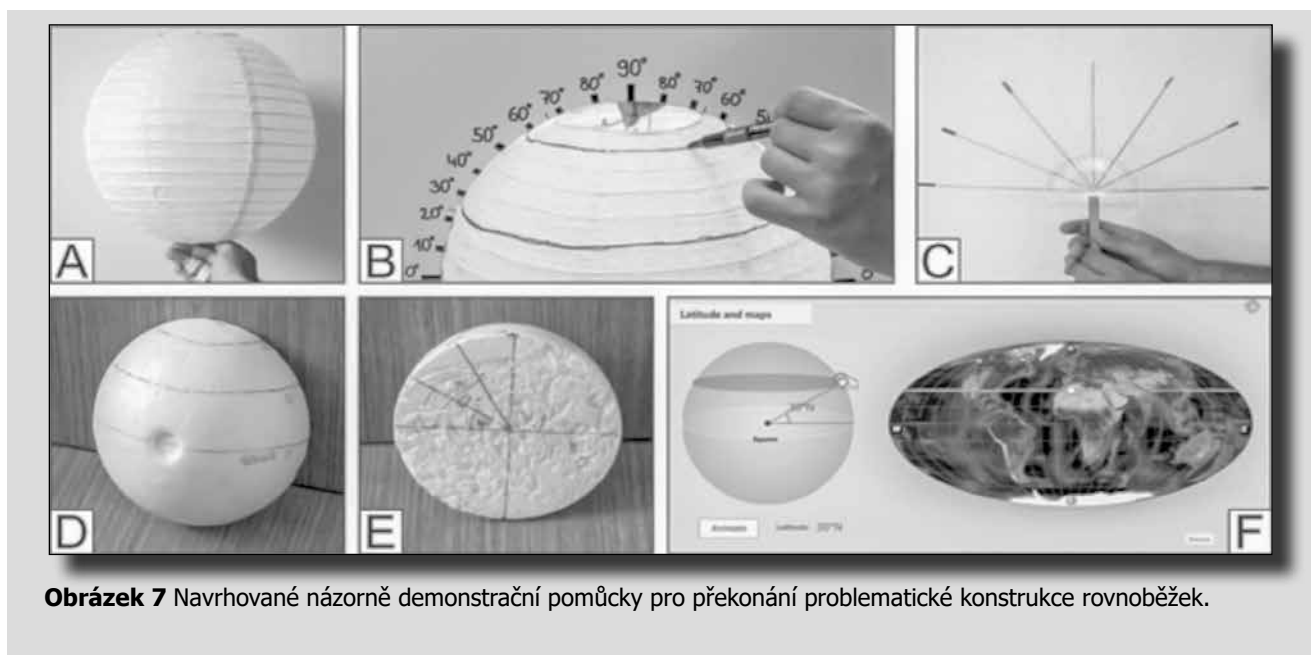 A
B
90°
80°
80°
70°
70°
60°
60°
50°
40°
30°
20°
10°
0°
C
D
E
Latitude and maps
Animate
Latitude:
F
Obrázek 7 Navrhované názorně demonstrační pomůcky pro překonání problematické konstrukce rovnoběžek.